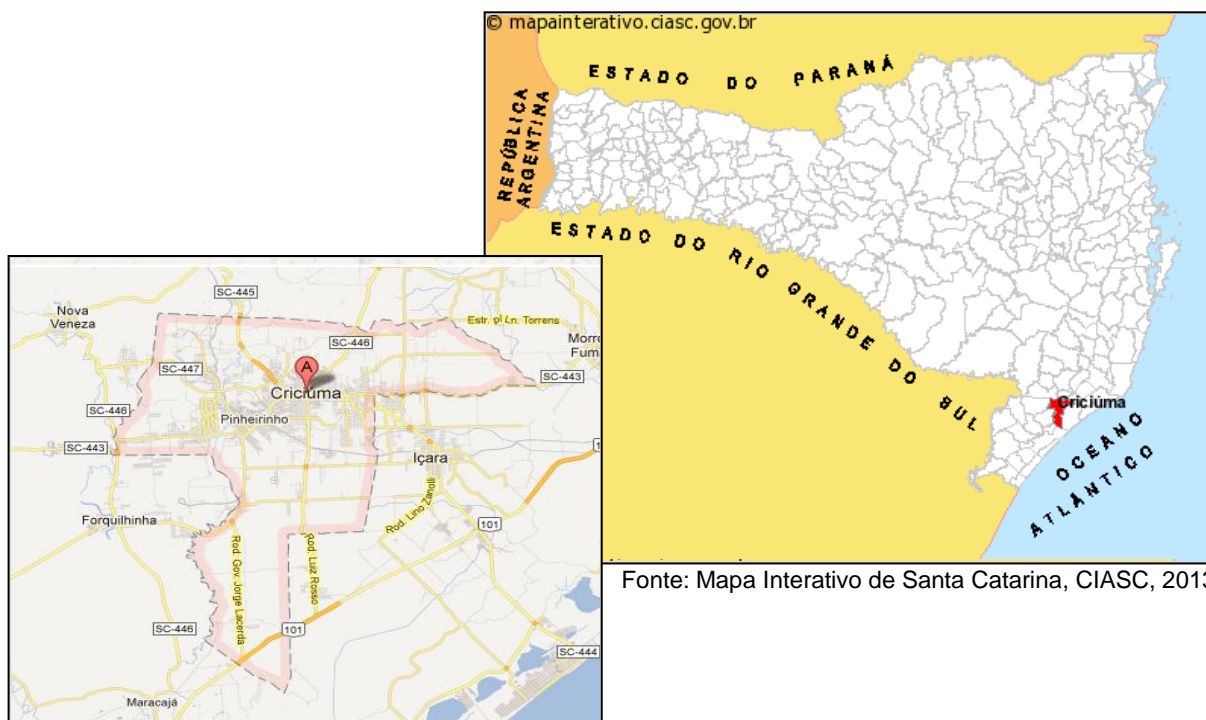 © mapainterativo.ciasc.gov.br
ESTADO DO PARANÁ
REPÚBLICA
ARGENTINA
ESTADO DO RIO GRANDE DO SUL
Criciúma
OCEANO
ATLÂNTICO
Fonte: Mapa Interativo de Santa Catarina, CIASC, 2013
SC-445
Nova
Veneza
Estr. p/ Ln. Torrens
SC-446
Morro
Fuma
A
SC-447
SC-443
Criciúma
SC-446
Pinheirinho
SC-443
Içara
1
Forquilhinha
Rod. Lino Zanolli
101
Rod. Gov. Jorge Lacerda
Rod. Luiz Rosso
SC-446
101
SC-444
Maracajá